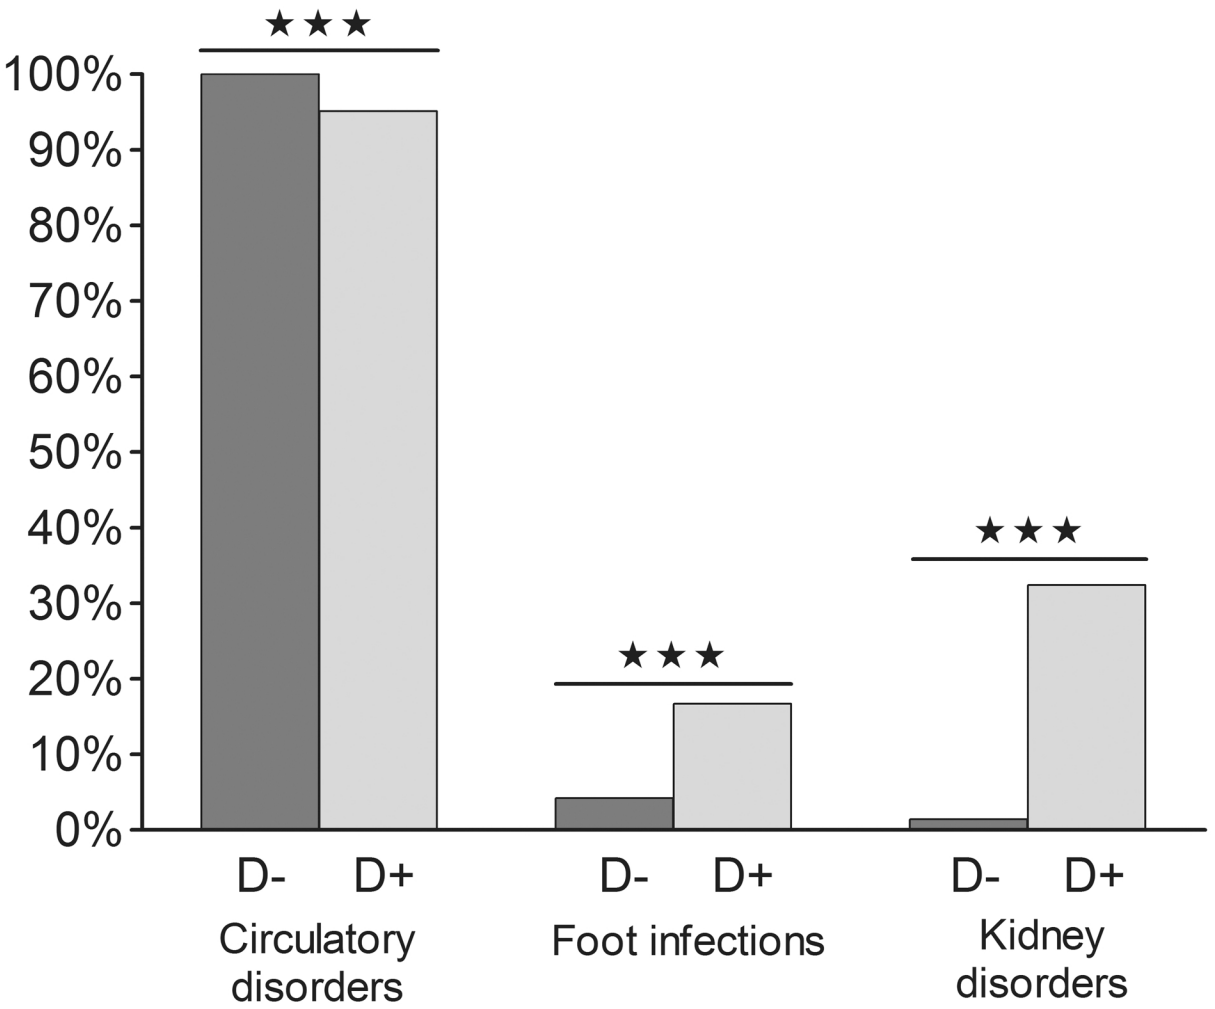 ★★★
100%
90%
80%
70%
60%
50%
40%
★★★
30%
★★★
20%
10%
0%
D- D+ D- D+ D- D+
Circulatory
disorders
Foot infections
Kidney
disorders